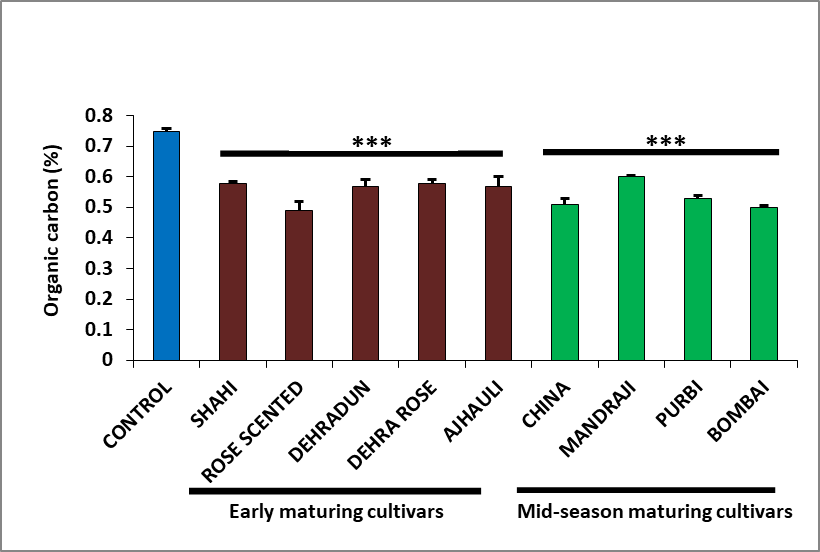 Organic carbon (%)
0.8
0.7
0.6
0.5
0.4
0.3
0.2
0.1
0
***
***
CONTROL
SHAHI
ROSE SCENTED
DEHRADUN
DEHRA ROSE
AJHAULI
CHINA
MANDRAJI
PURBI
BOMBAI
Early maturing cultivars
Mid-season maturing cultivars